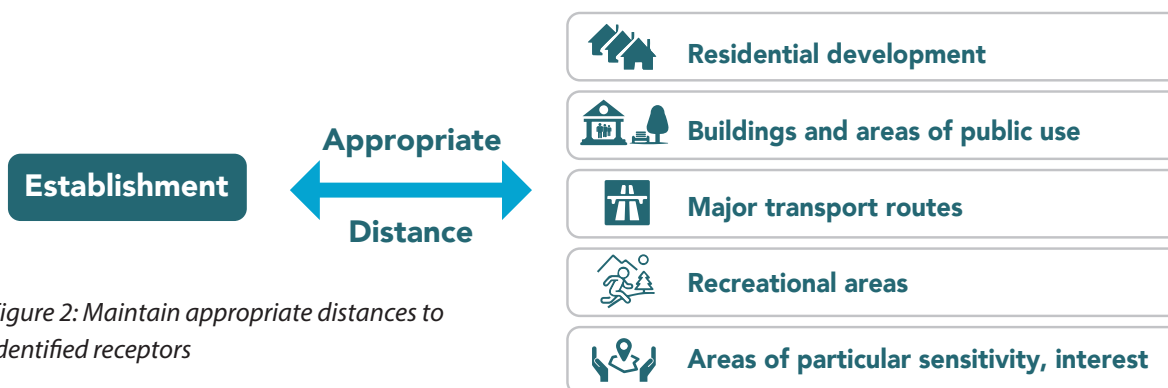 Establishment
Appropriate
Distance
igure 2: Maintain appropriate distances to
dentified receptors
Residential development
Buildings and areas of public use
Major transport routes
Recreational areas
Areas of particular sensitivity, interest